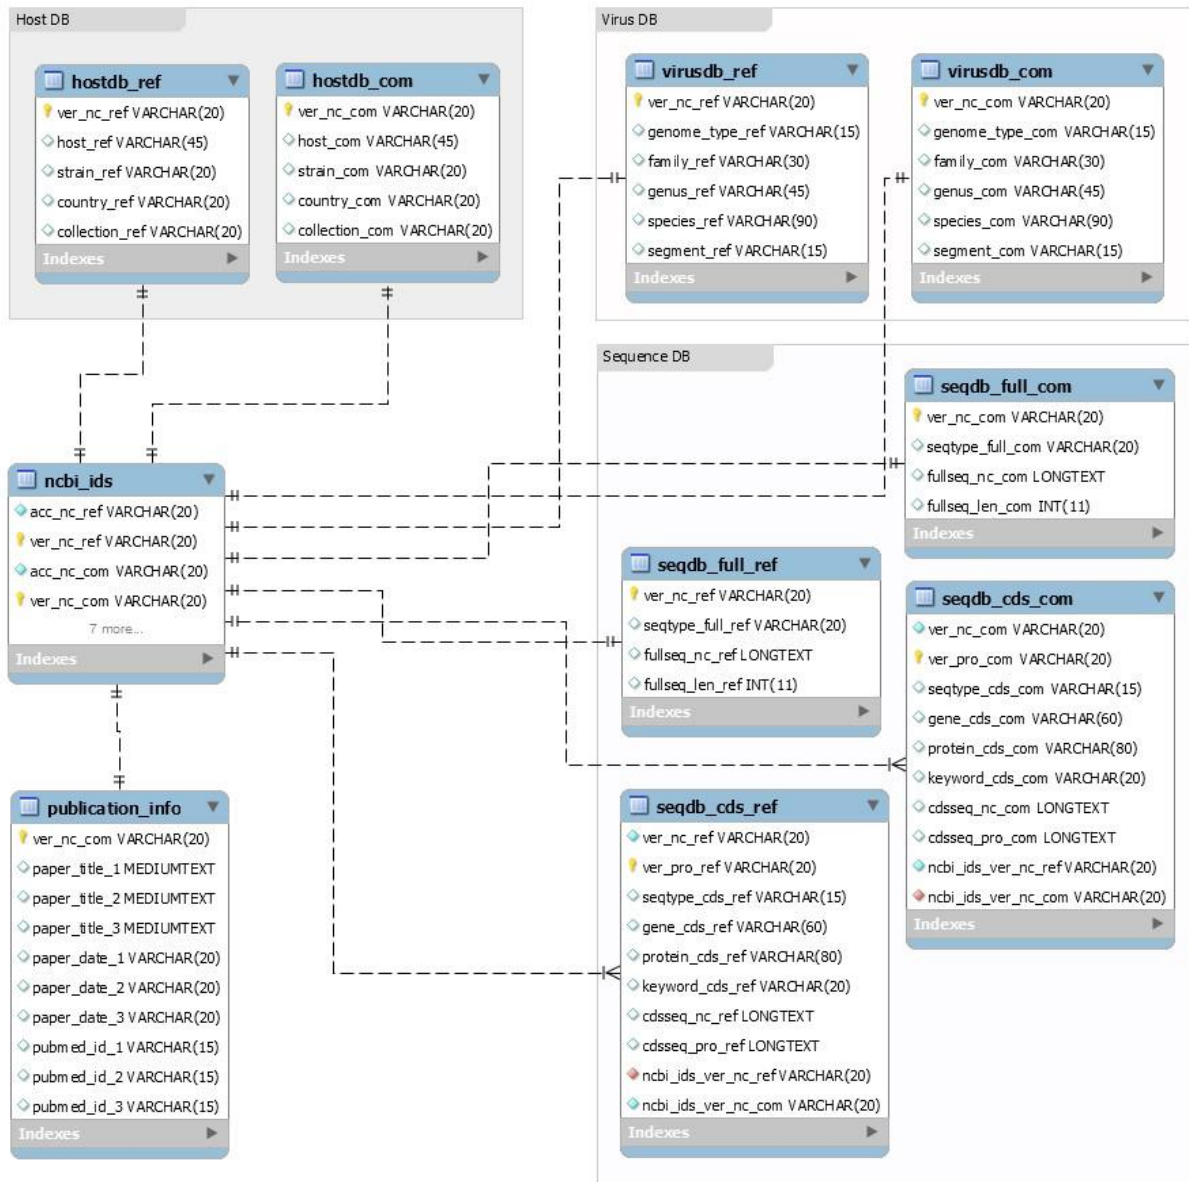 Host DB
hostdb_ref
ver_nc_ref VARCHAR(20)
host_ref VARCHAR(45)
strain_ref VARCHAR(20)
country_ref VARCHAR(20)
collection_ref VARCHAR(20)
Indexes
hostdb_com
ver_nc_com VARCHAR(20)
host_com VARCHAR(45)
strain_com VARCHAR(20)
country_com VARCHAR(20)
collection_com VARCHAR(20)
Indexes
Virus DB
virusdb_ref
ver_nc_ref VARCHAR(20)
genome_type_ref VARCHAR(15)
family_ref VARCHAR(30)
genus_ref VARCHAR(45)
species_ref VARCHAR(90)
segment_ref VARCHAR(15)
Indexes
virusdb_com
ver_nc_com VARCHAR(20)
genome_type_com VARCHAR(15)
family_com VARCHAR(30)
genus_com VARCHAR(45)
species_com VARCHAR(90)
segment_com VARCHAR(15)
Indexes
ncbi_ids
acc_nc_ref VARCHAR(20)
ver_nc_ref VARCHAR(20)
acc_nc_com VARCHAR(20)
ver_nc_com VARCHAR(20)
7 more...
Indexes
publication_info
ver_nc_com VARCHAR(20)
paper_title_1 MEDIUMTEXT
paper_title_2 MEDIUMTEXT
paper_title_3 MEDIUMTEXT
paper_date_1 VARCHAR(20)
paper_date_2 VARCHAR(20)
paper_date_3 VARCHAR(20)
pubmed_id_1 VARCHAR(15)
pubmed_id_2 VARCHAR(15)
pubmed_id_3 VARCHAR(15)
Indexes
Sequence DB
seqdb_full_com
ver_nc_com VARCHAR(20)
seqtype_full_com VARCHAR(20)
fullseq_nc_com LONGTEXT
fullseq_len_com INT(11)
Indexes
seqdb_full_ref
ver_nc_ref VARCHAR(20)
seqtype_full_ref VARCHAR(20)
fullseq_nc_ref LONGTEXT
fullseq_len_ref INT(11)
Indexes
seqdb_cds_com
ver_nc_com VARCHAR(20)
ver_pro_com VARCHAR(20)
seqtype_cds_com VARCHAR(15)
gene_cds_com VARCHAR(60)
protein_cds_com VARCHAR(80)
keyword_cds_com VARCHAR(20)
cdsseq_nc_com LONGTEXT
cdsseq_pro_com LONGTEXT
ncbi_ids_ver_nc_ref VARCHAR(20)
ncbi_ids_ver_nc_com VARCHAR(20)
Indexes
seqdb_cds_ref
ver_nc_ref VARCHAR(20)
ver_pro_ref VARCHAR(20)
seqtype_cds_ref VARCHAR(15)
gene_cds_ref VARCHAR(60)
protein_cds_ref VARCHAR(80)
keyword_cds_ref VARCHAR(20)
cdsseq_nc_ref LONGTEXT
cdsseq_pro_ref LONGTEXT
ncbi_ids_ver_nc_ref VARCHAR(20)
ncbi_ids_ver_nc_com VARCHAR(20)
Indexes